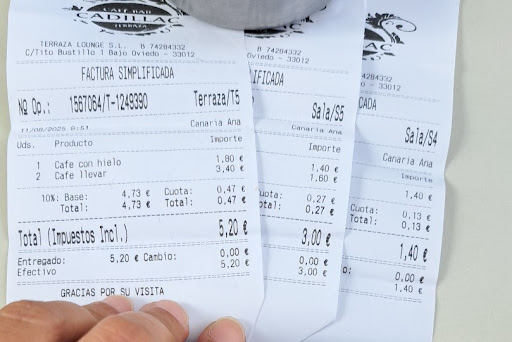 CAFE BAR
CADILLAC
TERRAZA
TERRAZA LOUNGE S.L. B 74284332
C/Tito Bustillo 1 Bajo Oviedo - 33012
FACTURA SIMPLIFICADA
Nº Op.: 1567064/T-1249390 Terraza/T5
11/08/2025 8:51 Canaria Ana
Uds. Producto Importe
1 Cafe con hielo 1,80 €
2 Cafe llevar 3,40 €
10%: Base: 4,73 € Cuota: 0,47 €
Total: 4,73 € Total: 0,47 €
Total (Impuestos Incl.) 5,20 €
Entregado: 5,20 € Cambio: 0,00 €
Efectivo 5,20 €
GRACIAS POR SU VISITA
B 74284332
Oviedo - 33012
IFICADA
Sala/S5
Canaria Ana
Importe
1,40 €
1,60 €
Cuota: 0,27 €
Total: 0,27 €
3,00 €
0,00 €
3,00 €
LAC
33012
CADA
Sala/S4
Canaria Ana
Importe
1,40 €
Cuota: 0,13 €
Total: 0,13 €
1,40 €
0,00 €
1,40 €